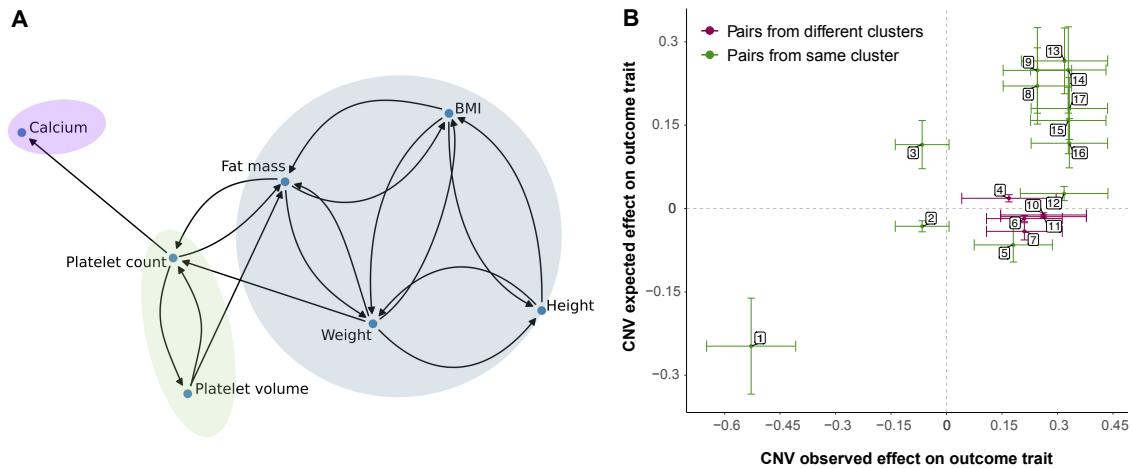 A
Calcium
BMI
Fat mass
Platelet count
Height
Weight
Platelet volume
B
Pairs from different clusters
Pairs from same cluster
CNV expected effect on outcome trait
0.3
0.15
0
−0.15
−0.3
13
9
14
8
17
15
3
16
4
10
12
2
6
11
7
5
1
−0.6
−0.45
−0.3
−0.15
0
0.15
0.3
0.45
CNV observed effect on outcome trait